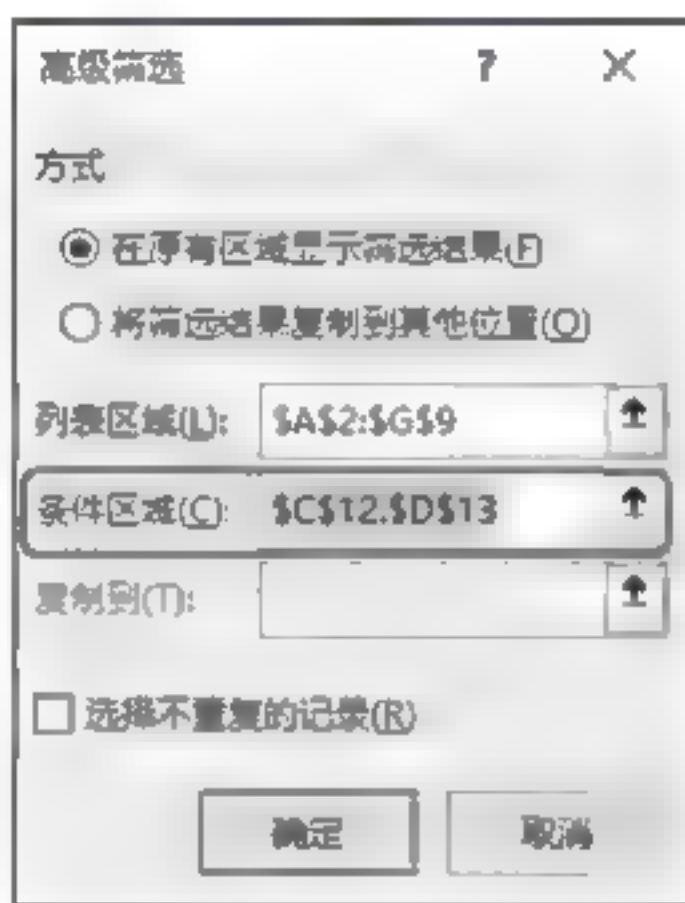 高级筛选 ? ×
方式
在原有区域显示筛选结果(F)
将筛选结果复制到其他位置(O)
列表区域(L): $A$2:$G$9
条件区域(C): $C$12:$D$13
复制到(T):
选择不重复的记录(R)
确定 取消